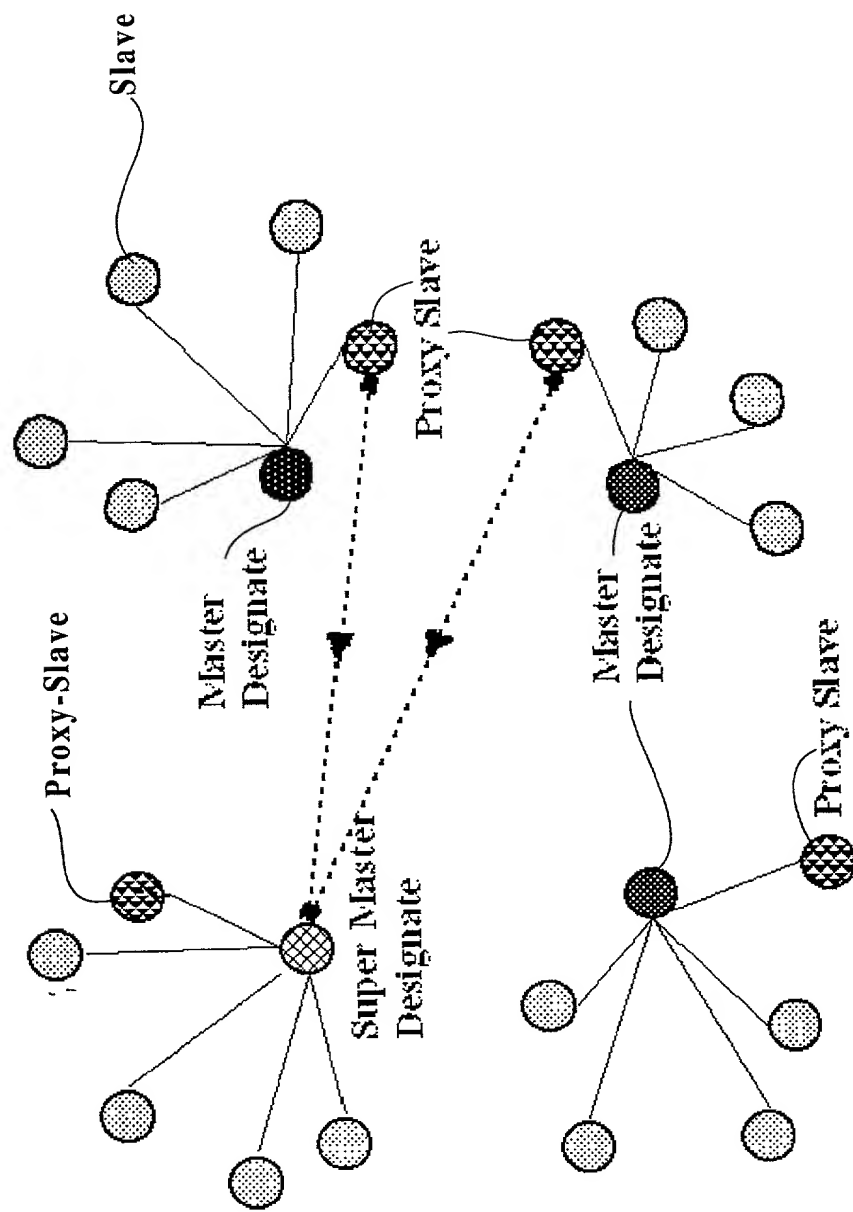 Proxy-Slave
Slave
Master
Designate
Super Master
Designate
Proxy Slave
Master
Designate
Proxy Slave